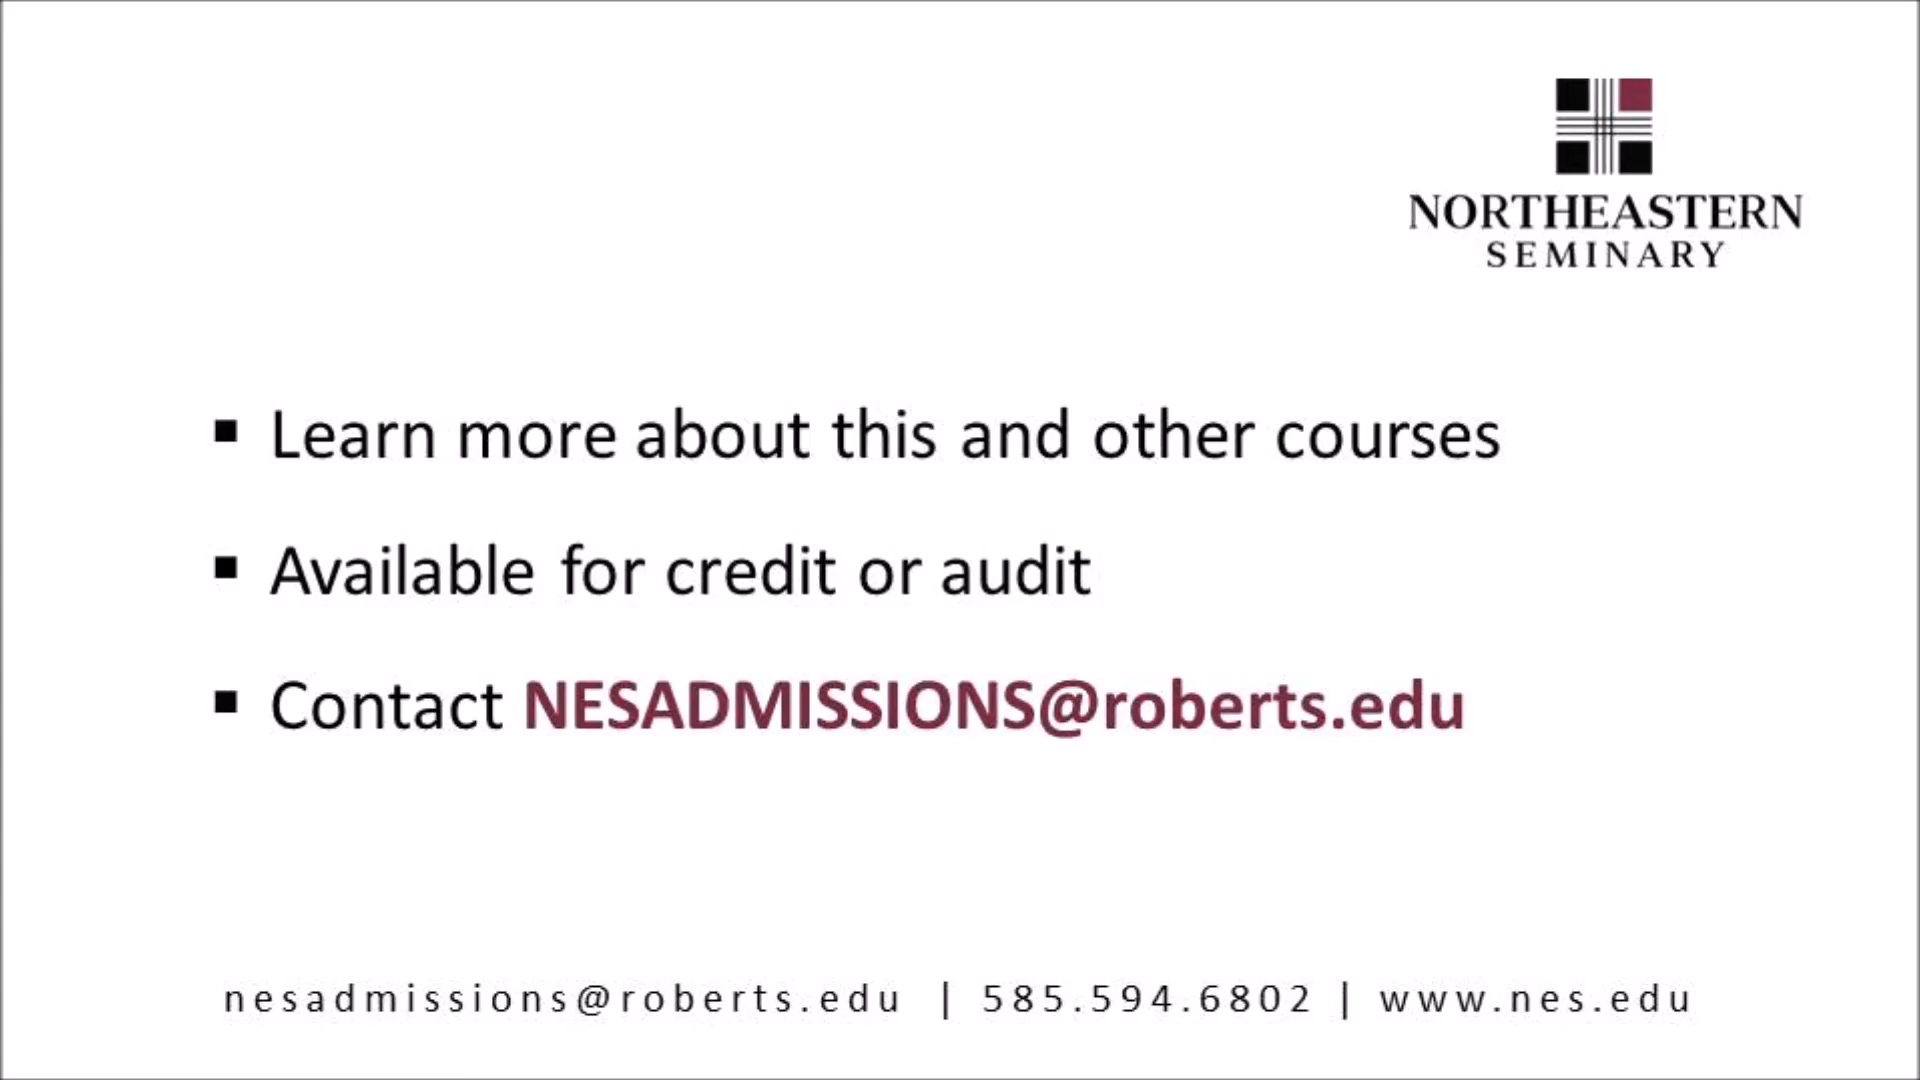 NORTHEASTERN
SEMINARY
▪ Learn more about this and other courses
▪ Available for credit or audit
▪ Contact NESADMISSIONS@roberts.edu
nesadmissions@roberts.edu | 585.594.6802 | www.nes.edu